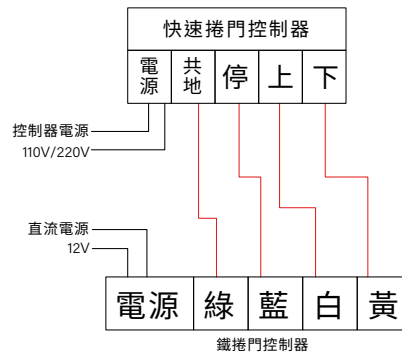 快速捲門控制器
電源 共地 停 上 下
控制器電源
110V/220V
直流電源
12V
電源 綠 藍 白 黃
鐵捲門控制器